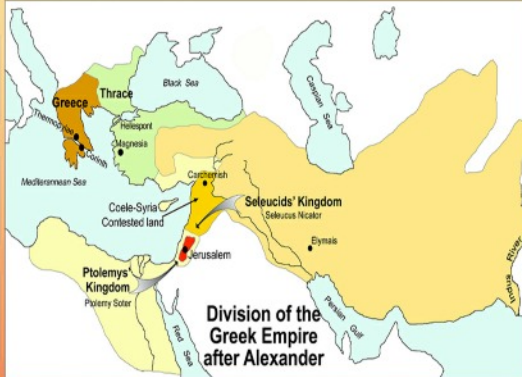 Black Sea
Caspian Sea
Thrace
Greece
Thermopylae
Helespont
Magnesia
Corinth
Mediterranean Sea
Carchemish
Coele-Syria
Contested land
Seleucids' Kingdom
Seleucus Nicator
Elymais
Jerusalem
Ptolemys'
Kingdom
Ptolemy Soter
Indus River
Persian Gulf
Red Sea
Division of the
Greek Empire
after Alexander